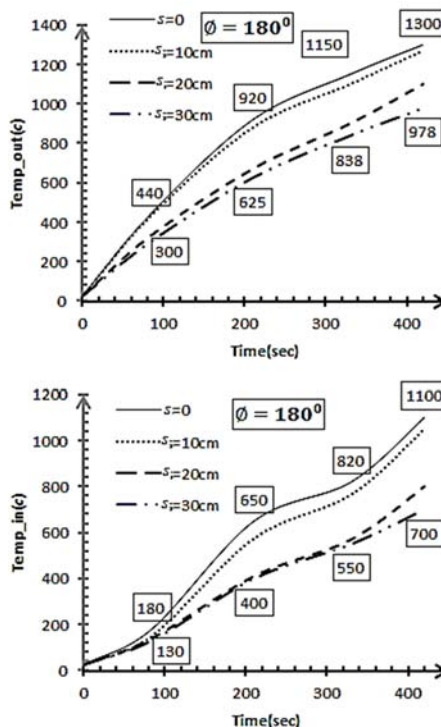 s=0
s,=10cm
s,=20cm
s,=30cm
Ø = 180⁰
1150
1300
920
440
300
625
838
978
1400
1200
1000
800
600
400
200
0
Temp_out(c)
0 100 200 300 400
Time(sec)
s=0
s,=10cm
s,=20cm
s,=30cm
Ø = 180⁰
1100
820
650
180
130
400
550
700
1200
1000
800
600
400
200
0
Temp_in(c)
0 100 200 300 400
Time(sec)